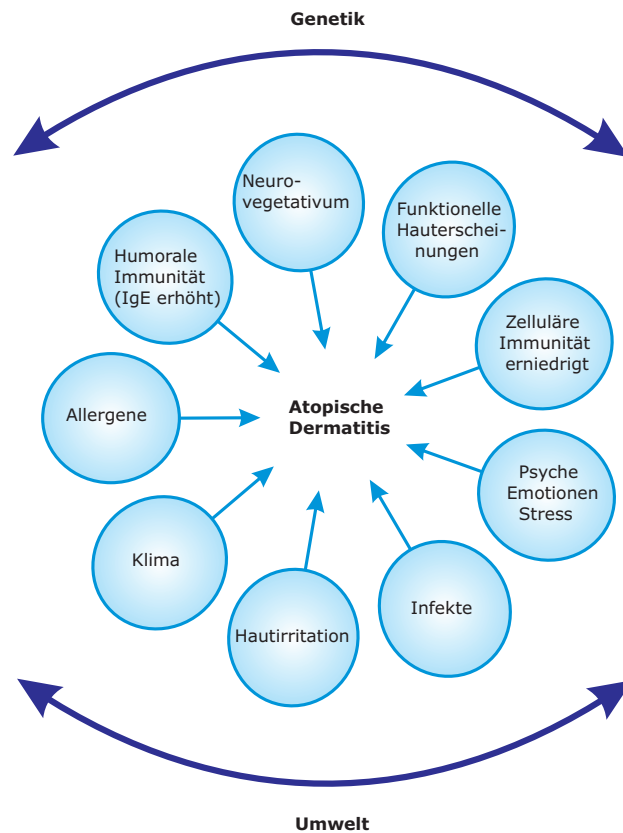 Genetik
Neuro-
vegetativum
Funktionelle
Hauterschei-
nungen
Humorale
Immunität
(IgE erhöht)
Zelluläre
Immunität
erniedrigt
Allergene
Atopische
Dermatitis
Psyche
Emotionen
Stress
Klima
Infekte
Hautirritation
Umwelt